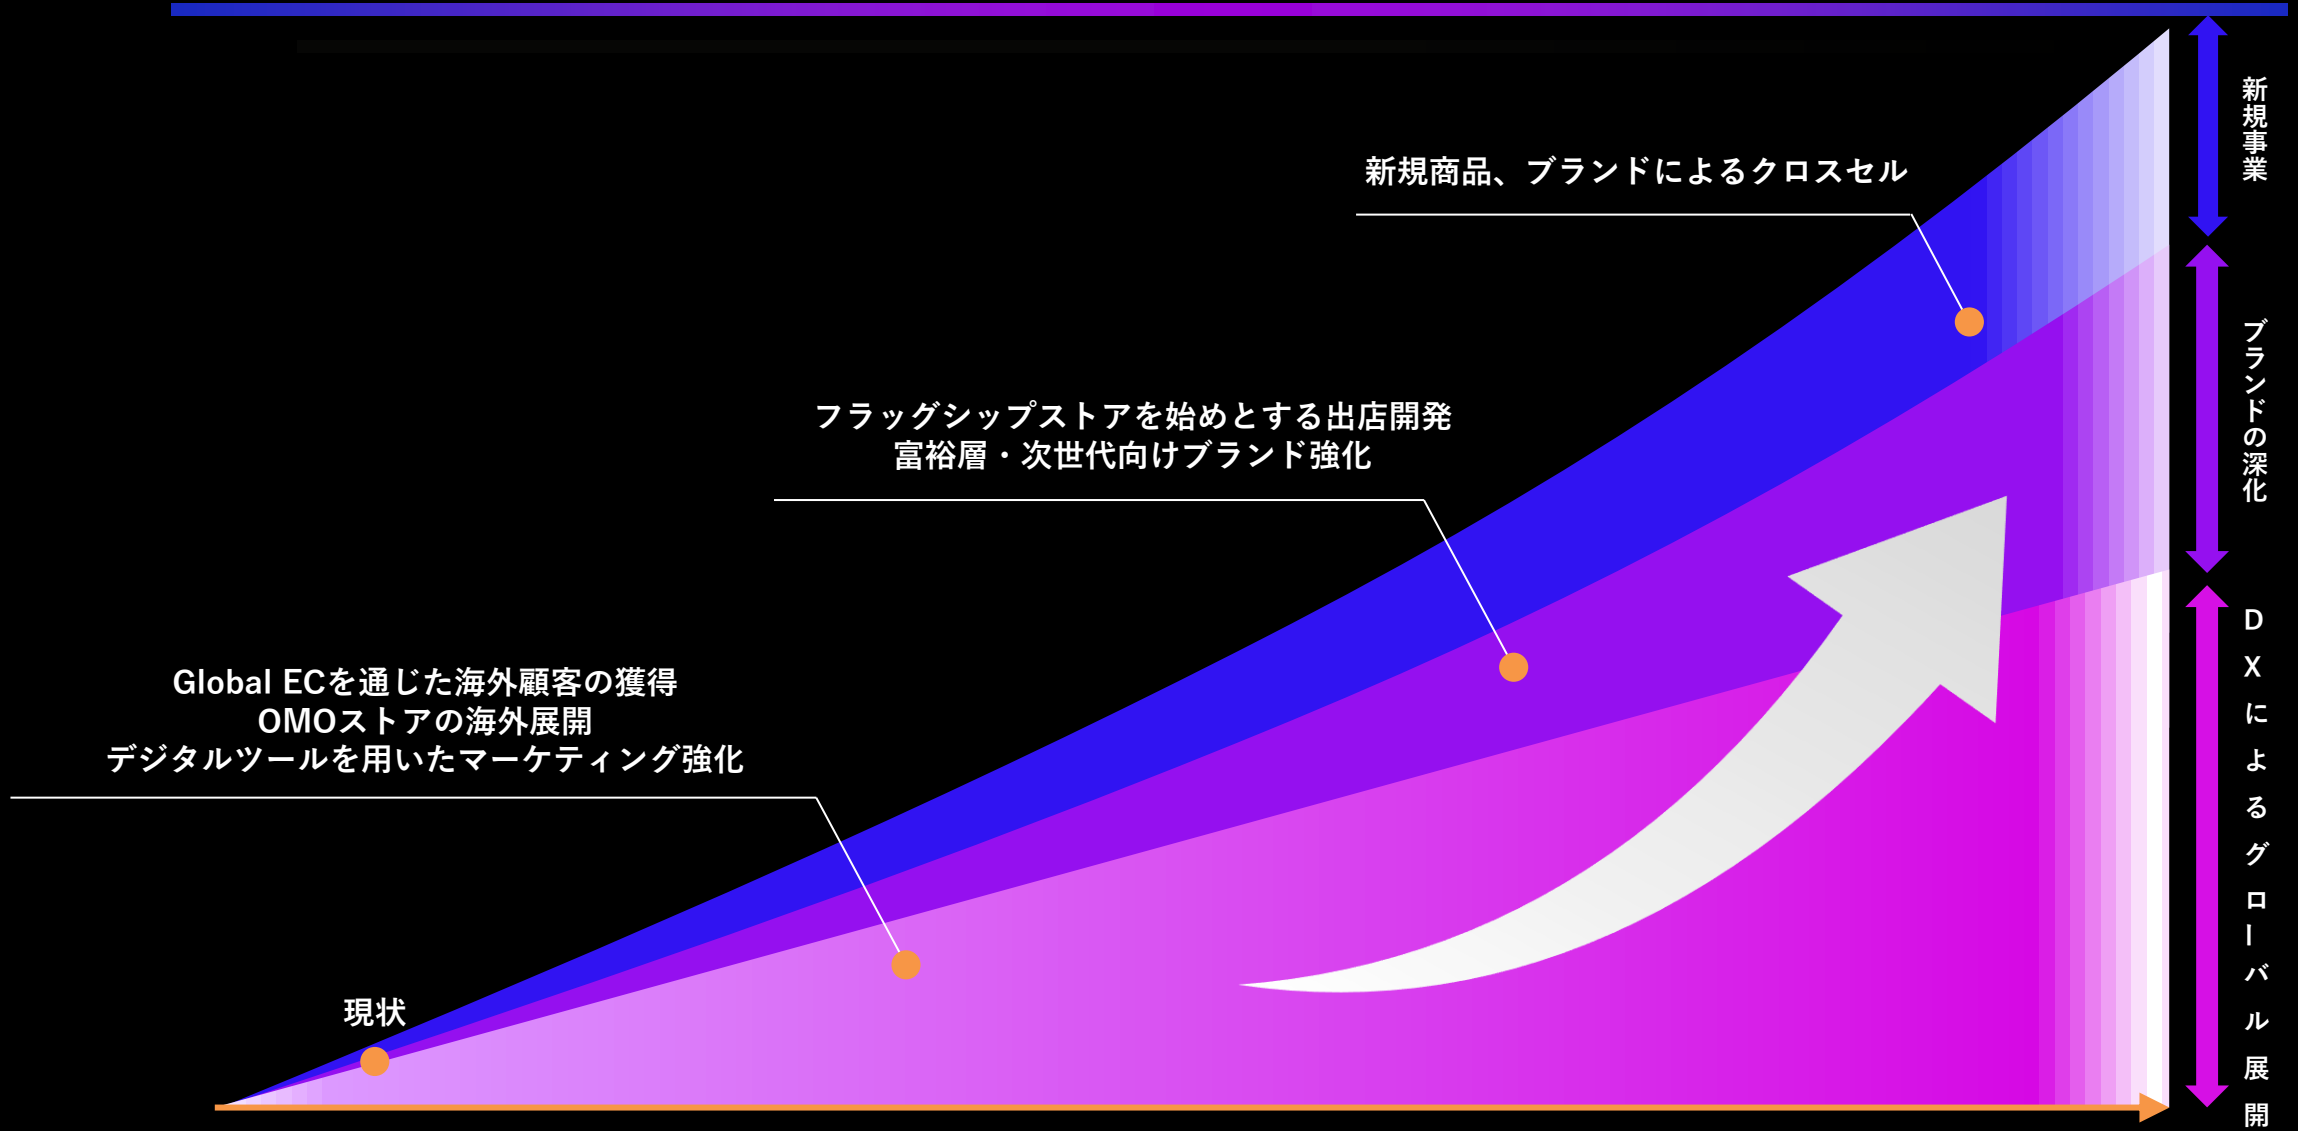 新規商品、ブランドによるクロスセル
新規事業
フラッグシップストアを始めとする出店開発
富裕層・次世代向けブランド強化
ブランドの深化
Global ECを通じた海外顧客の獲得
OMOストアの海外展開
デジタルツールを用いたマーケティング強化
DXによるグローバル展開
現状